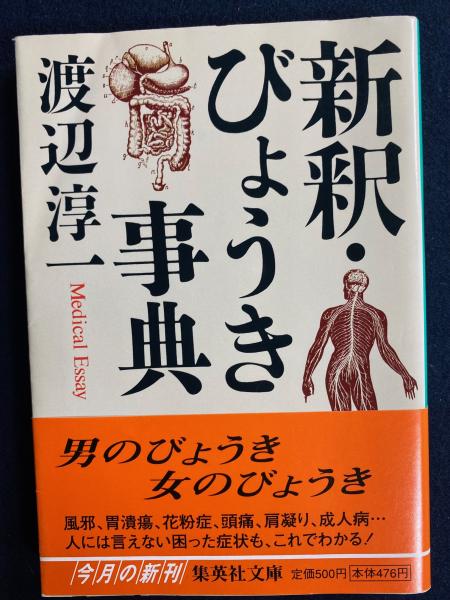 新釈・
びょうき
事典
渡辺淳一
Medical Essay
男のびょうき
女のびょうき
風邪、胃潰瘍、花粉症、頭痛、肩凝り、成人病…
人には言えない困った症状も、これでわかる!
今月の新刊 集英社文庫 定価500円 本体476円